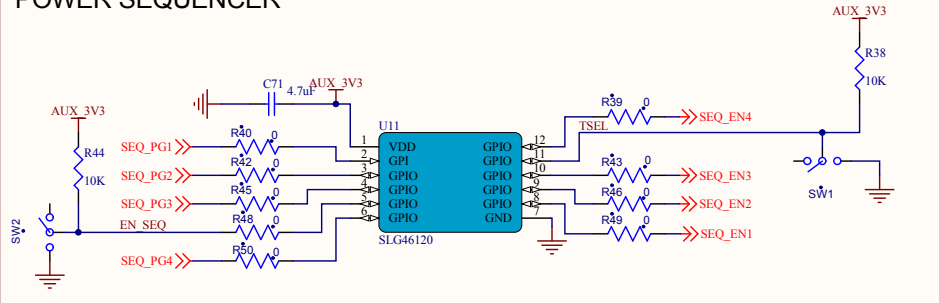 POWER SEQUENCER
AUX_3V3
R38
10K
C71
4.7uF
AUX_3V3
AUX_3V3
R44
10K
R39
0
SEQ_EN4
TSEL
U11
SEQ_PG1
R40
0
1
VDD
GPIO
12
SEQ_PG2
R42
0
2
GPI
GPIO
11
SEQ_PG3
R45
0
3
GPIO
GPIO
10
R43
0
SEQ_EN3
EN_SEQ
R48
0
4
GPIO
GPIO
9
R46
0
SEQ_EN2
SEQ_PG4
R50
0
5
GPIO
GPIO
8
R49
0
SEQ_EN1
6
GPIO
GND
7
SLG46120
SW2
SW1